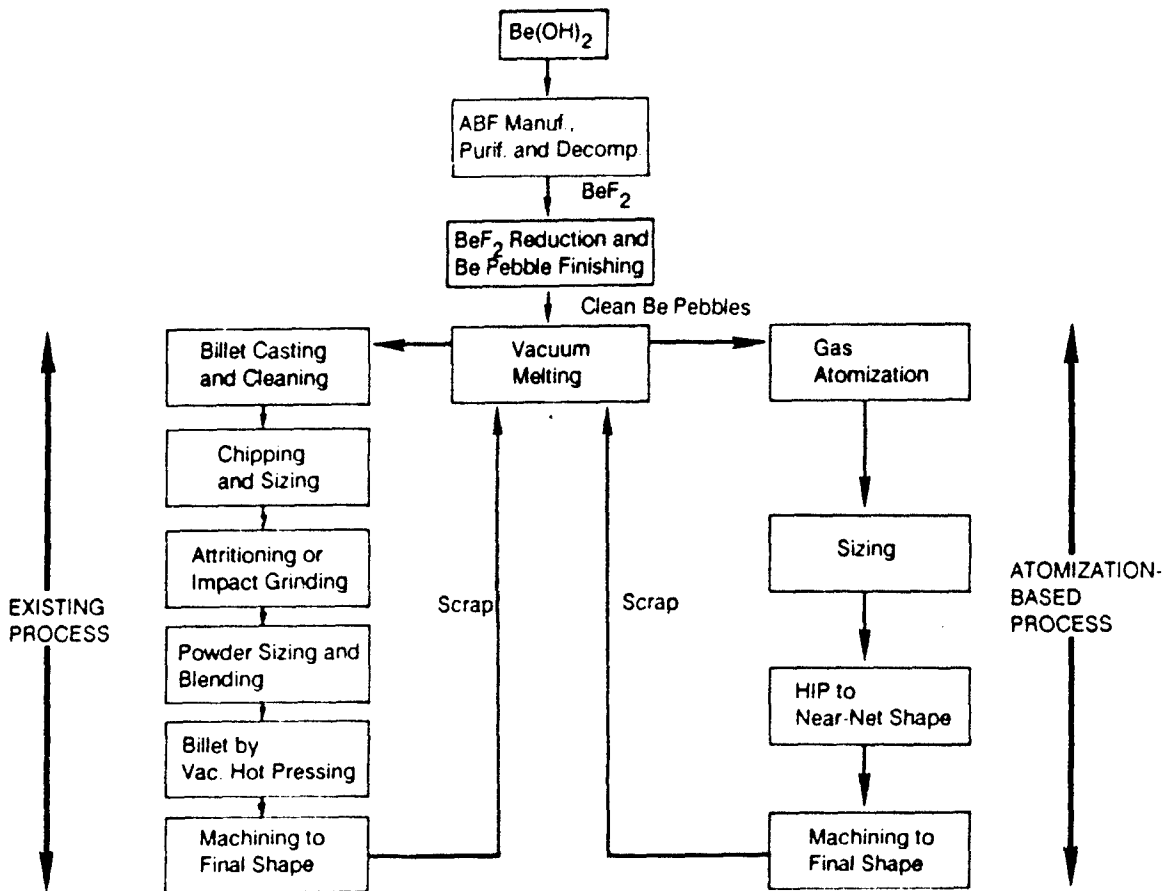 Be(OH)2
ABF Manuf.,
Purif. and Decomp.
BeF2
BeF2 Reduction and
Be Pebble Finishing
Clean Be Pebbles
Billet Casting
and Cleaning
Vacuum
Melting
Gas
Atomization
Chipping
and Sizing
Attritioning or
Impact Grinding
Sizing
EXISTING
PROCESS
Scrap
Scrap
ATOMIZATION-
BASED
PROCESS
Powder Sizing and
Blending
HIP to
Near-Net Shape
Billet by
Vac. Hot Pressing
Machining to
Final Shape
Machining to
Final Shape